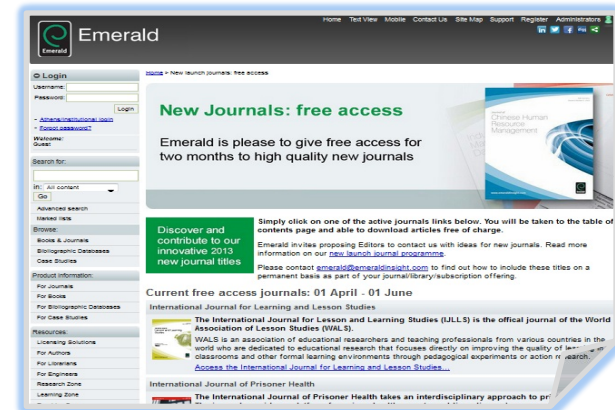 Home Text View Mobile Contact Us Site Map Support Register Administrators
Emerald
Emerald
Login
Username:
Password:
Login
Athens/Institutional login
Forgot password?
Welcome:
Guest
Search for:
in: All content
Go
Advanced search
Marked lists
Browse:
Books & Journals
Bibliographic Databases
Case Studies
Product Information:
For Journals
For Books
For Bibliographic Databases
For Case Studies
Resources:
Licensing Solutions
For Authors
For Librarians
For Engineers
Research Zone
Learning Zone
Home > New launch journals: free access
New Journals: free access
Emerald is please to give free access for
two months to high quality new journals
Chinese Human
Resource
Management
Discover and
contribute to our
innovative 2013
new journal titles
Simply click on one of the active journals links below. You will be taken to the table of
contents page and able to download articles free of charge.
Emerald invites proposing Editors to contact us with ideas for new journals. Read more
information on our new launch journal programme.
Please contact emerald@emeraldinsight.com to find out how to include these titles on a
permanent basis as part of your journal/library/subscription offering.
Current free access journals: 01 April - 01 June
International Journal for Learning and Lesson Studies
The International Journal for Lesson and Learning Studies (IJLLS) is the offical journal of the World
Association of Lesson Studies (WALS).
WALS is an association of educational researchers and teaching professionals from various countries in the
world who are dedicated to educational research that focuses directly on improving the quality of learning in
classrooms and other formal learning environments through pedagogical experiments or action research.
Access the International Journal for Learning and Lesson Studies...
International Journal of Prisoner Health
The International Journal of Prisoner Health takes an interdisciplinary approach to